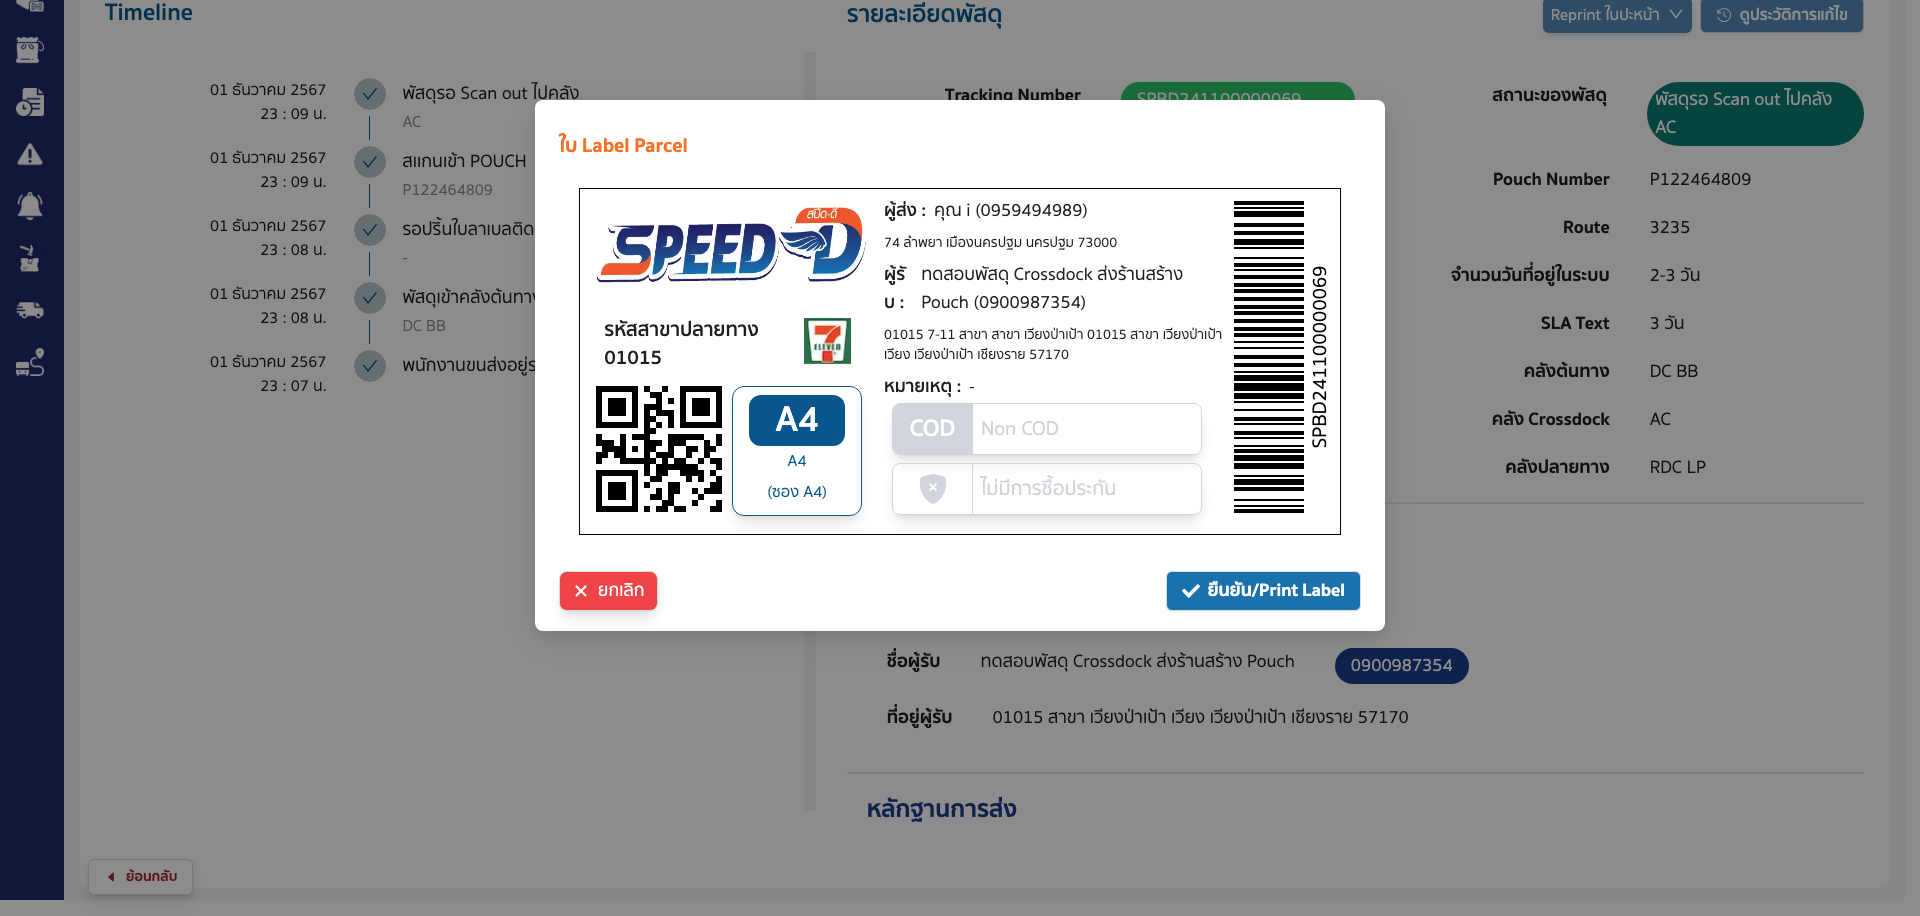 Timeline
01 ธันวาคม 2567
23 : 09 น.
พัสดุรอ Scan out ไปคลัง
AC
01 ธันวาคม 2567
23 : 09 น.
สแกนเข้า POUCH
P122464809
01 ธันวาคม 2567
23 : 08 น.
รอปริ้นใบลาเบลติด
-
01 ธันวาคม 2567
23 : 08 น.
พัสดุเข้าคลังต้นทาง
DC BB
01 ธันวาคม 2567
23 : 07 น.
พนักงานขนส่งอยู่ร
ย้อนกลับ
รายละเอียดพัสดุ
Reprint ใบปะหน้า
ดูประวัติการแก้ไข
Tracking Number
SPBD241100000069
สถานะของพัสดุ
พัสดุรอ Scan out ไปคลัง
AC
Pouch Number
P122464809
Route
3235
จำนวนวันที่อยู่ในระบบ
2-3 วัน
SLA Text
3 วัน
คลังต้นทาง
DC BB
คลัง Crossdock
AC
คลังปลายทาง
RDC LP
ใบ Label Parcel
สปีด-ดี
SPEED D
รหัสสาขาปลายทาง
01015
7 ELEVEN
A4
A4
(ซอง A4)
ผู้ส่ง : คุณ i (0959494989)
74 ลำพยา เมืองนครปฐม นครปฐม 73000
ผู้รั ทดสอบพัสดุ Crossdock ส่งร้านสร้าง
บ : Pouch (0900987354)
01015 7-11 สาขา สาขา เวียงป่าเป้า 01015 สาขา เวียงป่าเป้า
เวียง เวียงป่าเป้า เชียงราย 57170
หมายเหตุ : -
COD
Non COD
ไม่มีการซื้อประกัน
SPBD241100000069
ยกเลิก
ยืนยัน/Print Label
ชื่อผู้รับ
ทดสอบพัสดุ Crossdock ส่งร้านสร้าง Pouch
0900987354
ที่อยู่ผู้รับ
01015 สาขา เวียงป่าเป้า เวียง เวียงป่าเป้า เชียงราย 57170
หลักฐานการส่ง